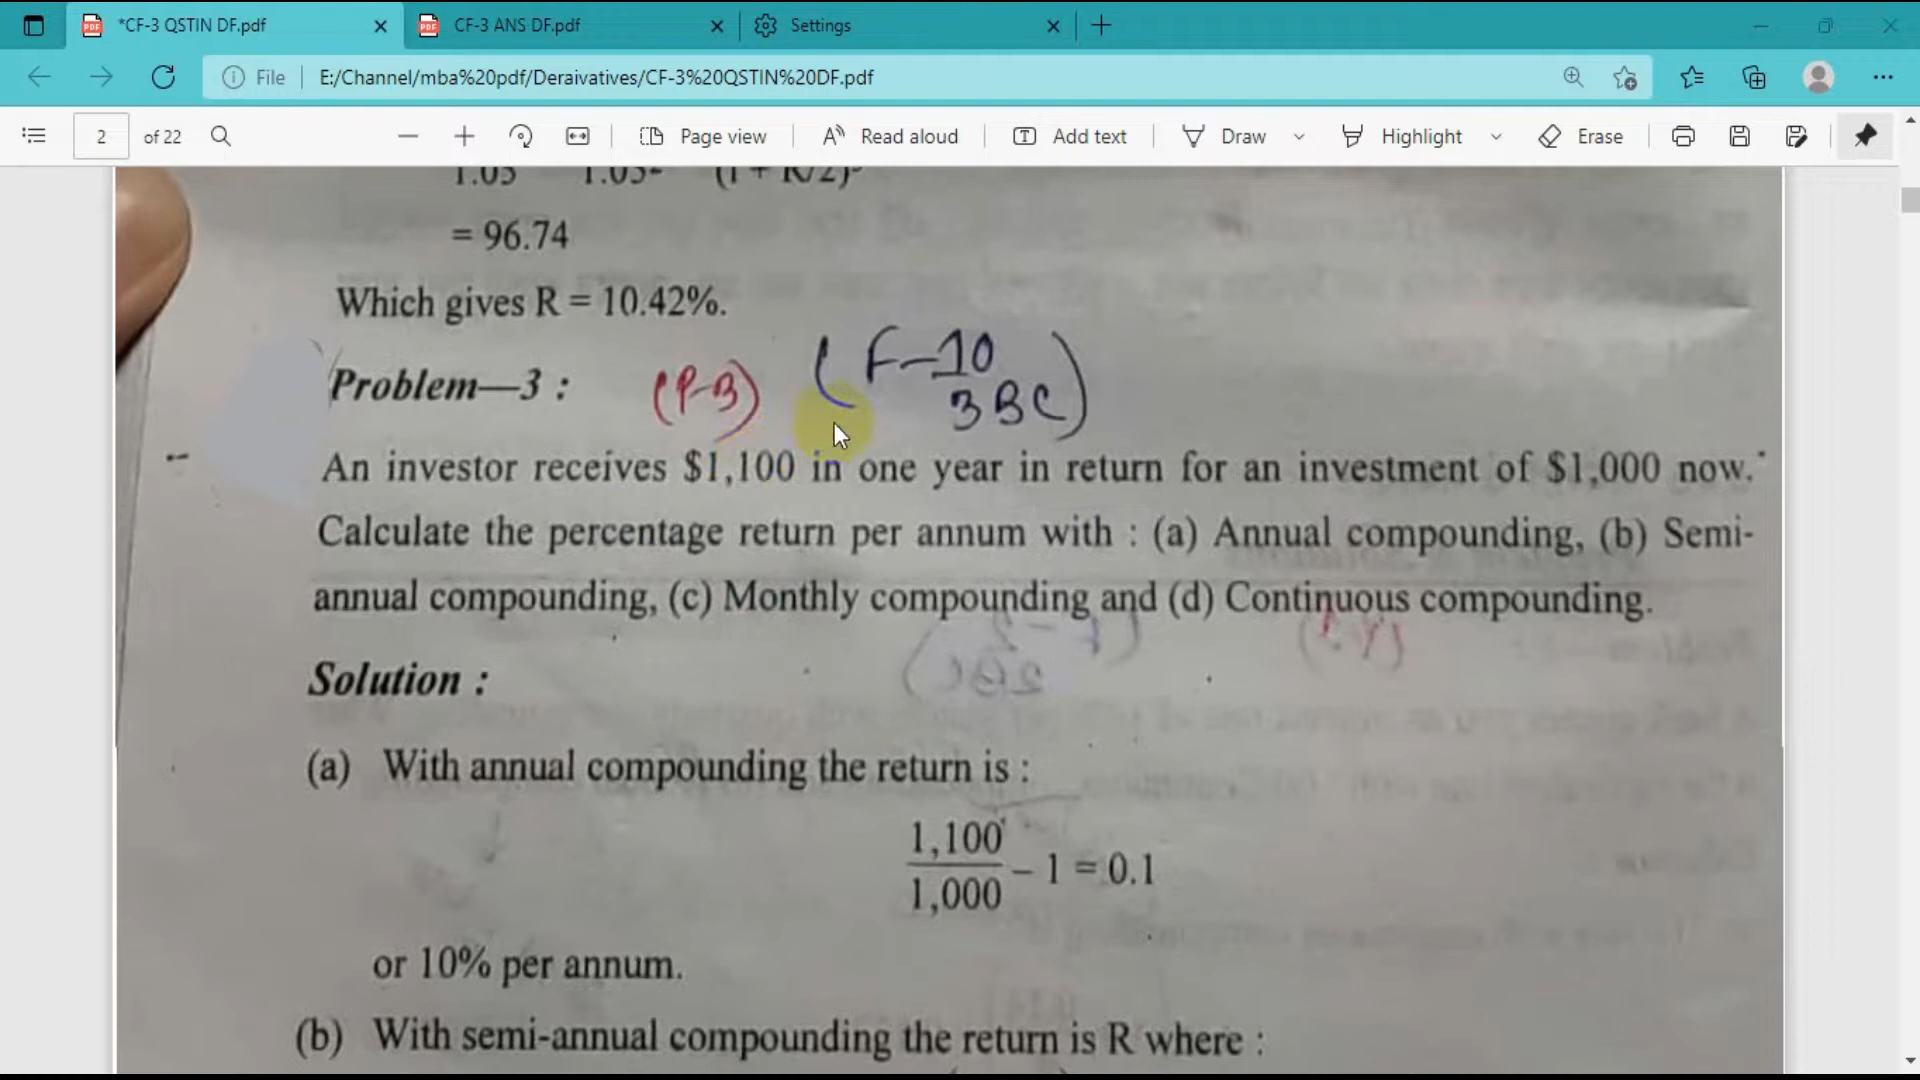 *CF-3 QSTIN DF.pdf
CF-3 ANS DF.pdf
Settings
File
E:/Channel/mba%20pdf/Deraivatives/CF-3%20QSTIN%20DF.pdf
2 of 22
Page view
Read aloud
Add text
Draw
Highlight
Erase
= 96.74
Which gives R = 10.42%.
Problem—3 : (P-3) (F-10
3BC)
An investor receives $1,100 in one year in return for an investment of $1,000 now.
Calculate the percentage return per annum with : (a) Annual compounding, (b) Semi-
annual compounding, (c) Monthly compounding and (d) Continuous compounding.
Solution :
(a) With annual compounding the return is :
1,100
1,000
– 1 = 0.1
or 10% per annum.
(b) With semi-annual compounding the return is R where :